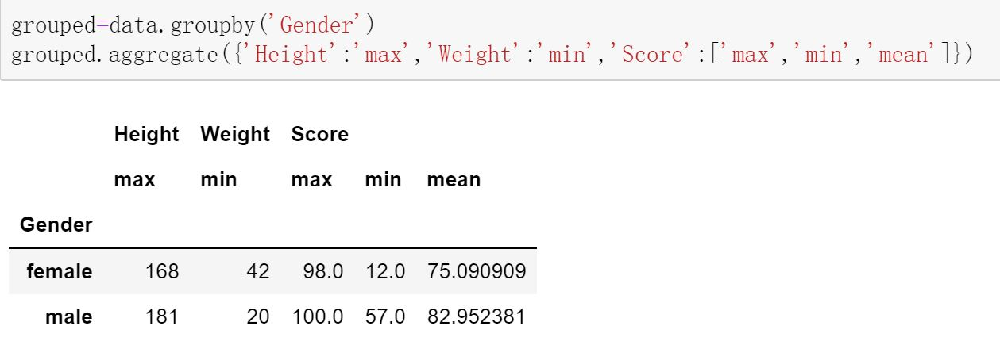 grouped=data.groupby('Gender')
grouped.aggregate({'Height':'max','Weight':'min','Score':['max','min','mean']})
Height Weight Score
max min max min mean
Gender
female 168 42 98.0 12.0 75.090909
male 181 20 100.0 57.0 82.952381